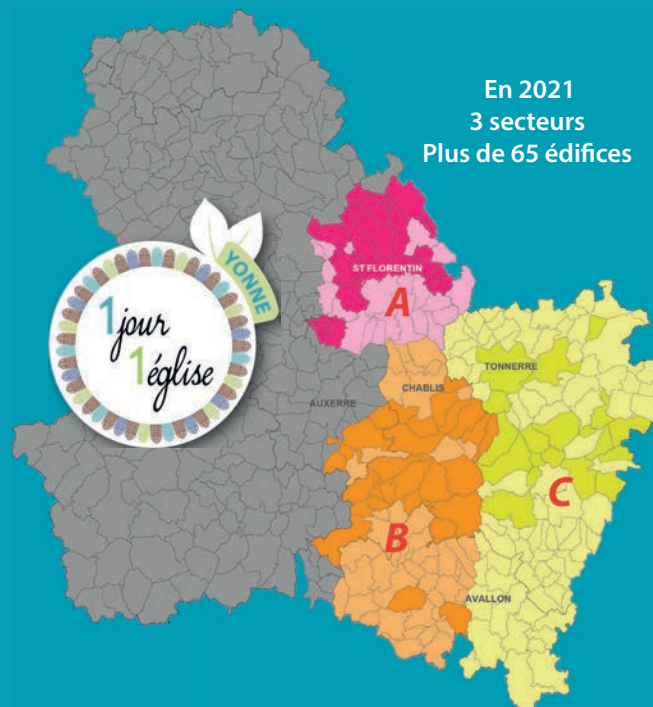 En 2021
3 secteurs
Plus de 65 édifices
YONNE
1 jour
1 église
ST FLORENTIN
A
CHABLIS
TONNERRE
AUXERRE
C
B
AVALLON